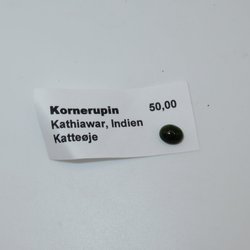 Kornerupin 50,00
Kathiawar, Indien
Katteøje